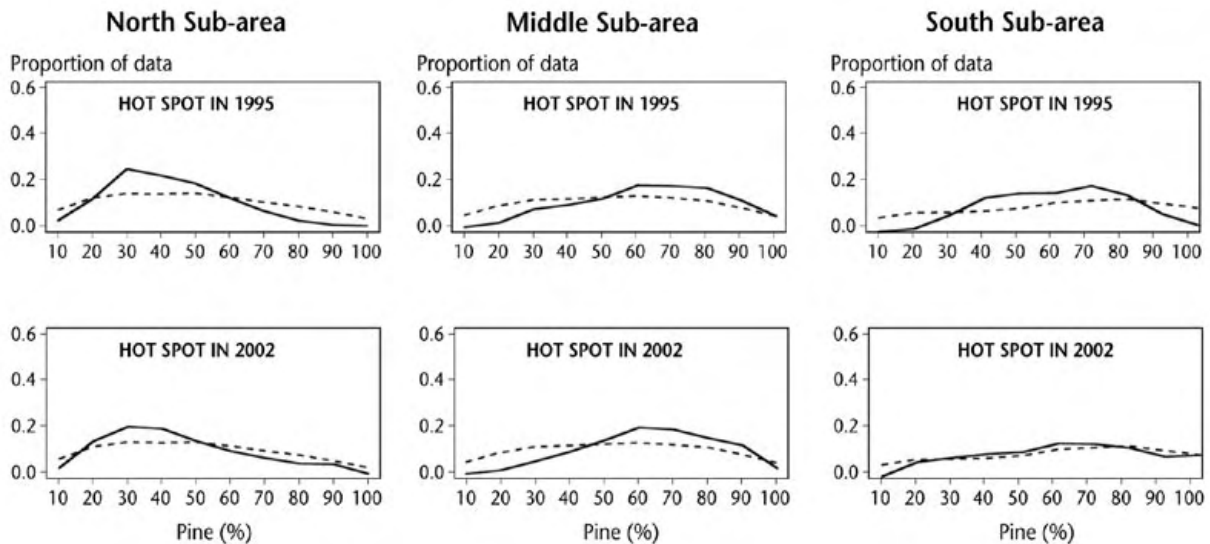 North Sub-area Middle Sub-area South Sub-area
Proportion of data Proportion of data Proportion of data
HOT SPOT IN 1995 HOT SPOT IN 1995 HOT SPOT IN 1995
0.6 0.6 0.6
0.4 0.4 0.4
0.2 0.2 0.2
0.0 0.0 0.0
10 20 30 40 50 60 70 80 90 100 10 20 30 40 50 60 70 80 90 100 10 20 30 40 50 60 70 80 90 100
HOT SPOT IN 2002 HOT SPOT IN 2002 HOT SPOT IN 2002
0.6 0.6 0.6
0.4 0.4 0.4
0.2 0.2 0.2
0.0 0.0 0.0
10 20 30 40 50 60 70 80 90 100 10 20 30 40 50 60 70 80 90 100 10 20 30 40 50 60 70 80 90 100
Pine (%) Pine (%) Pine (%)